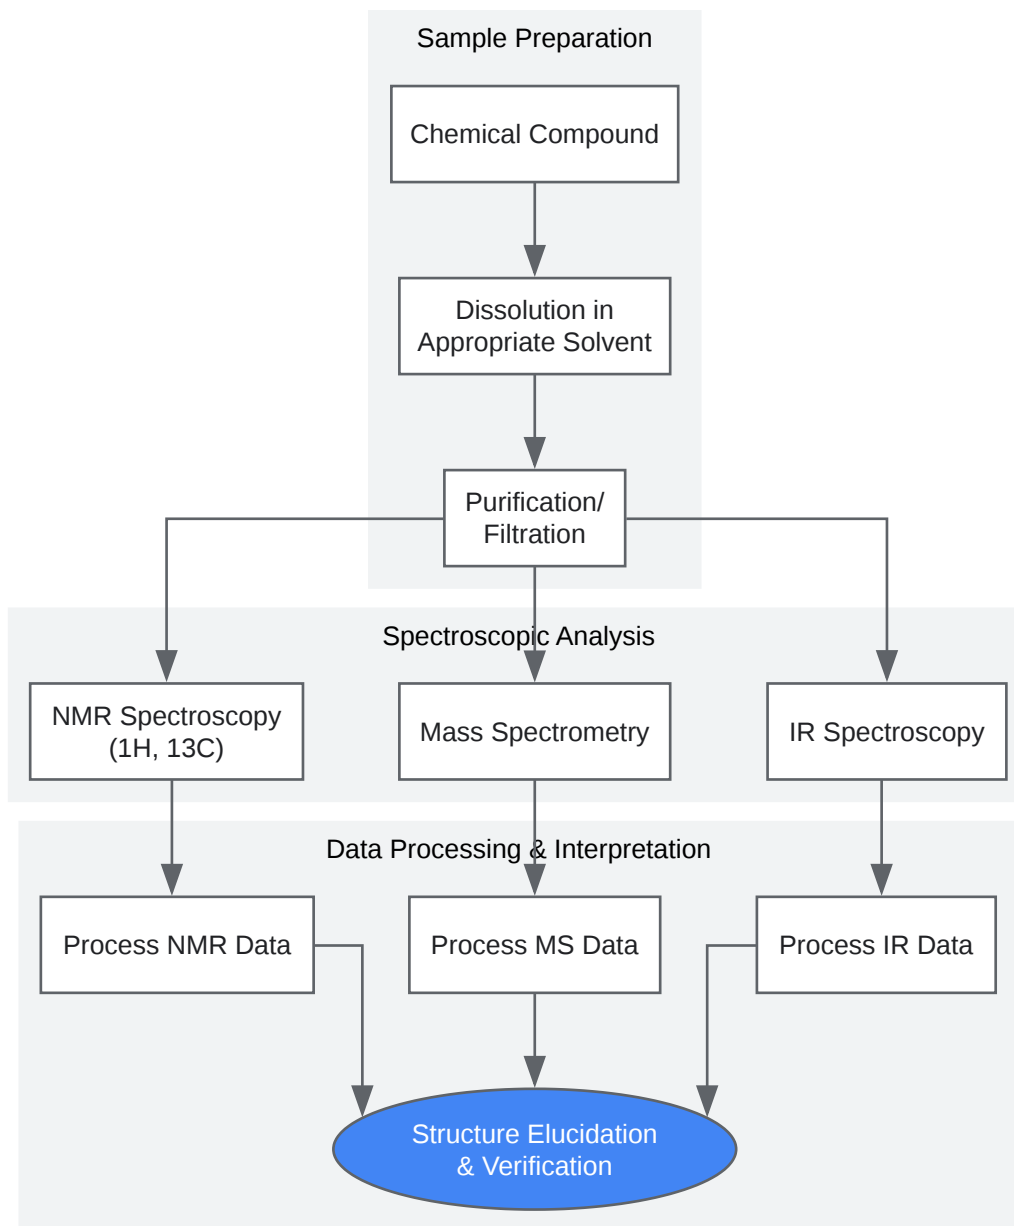 Sample Preparation
Chemical Compound
Dissolution in
Appropriate Solvent
Purification/
Filtration
Spectroscopic Analysis
NMR Spectroscopy
(1H, 13C)
Mass Spectrometry
IR Spectroscopy
Data Processing & Interpretation
Process NMR Data
Process MS Data
Process IR Data
Structure Elucidation
& Verification